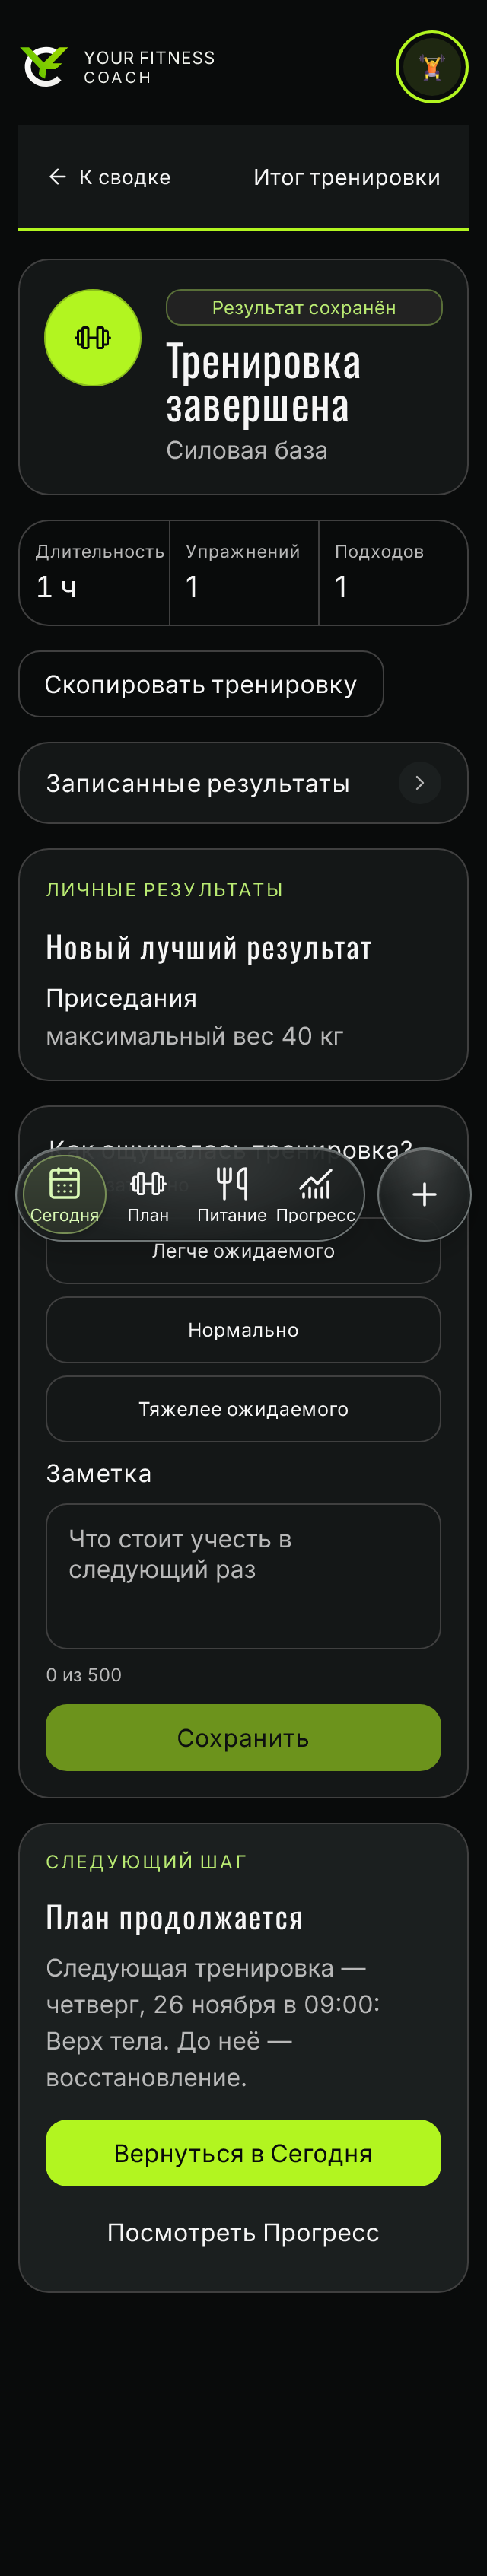 YOUR FITNESS
COACH
К сводке
Итог тренировки
Результат сохранён
Тренировка
завершена
Силовая база
Длительность
1 ч
Упражнений
1
Подходов
1
Скопировать тренировку
Записанные результаты
ЛИЧНЫЕ РЕЗУЛЬТАТЫ
Новый лучший результат
Приседания
максимальный вес 40 кг
Как ощущалась тренировка?
Сегодня
План
Питание
Прогресс
Легче ожидаемого
Нормально
Тяжелее ожидаемого
Заметка
Что стоит учесть в
следующий раз
0 из 500
Сохранить
СЛЕДУЮЩИЙ ШАГ
План продолжается
Следующая тренировка —
четверг, 26 ноября в 09:00:
Верх тела. До неё —
восстановление.
Вернуться в Сегодня
Посмотреть Прогресс